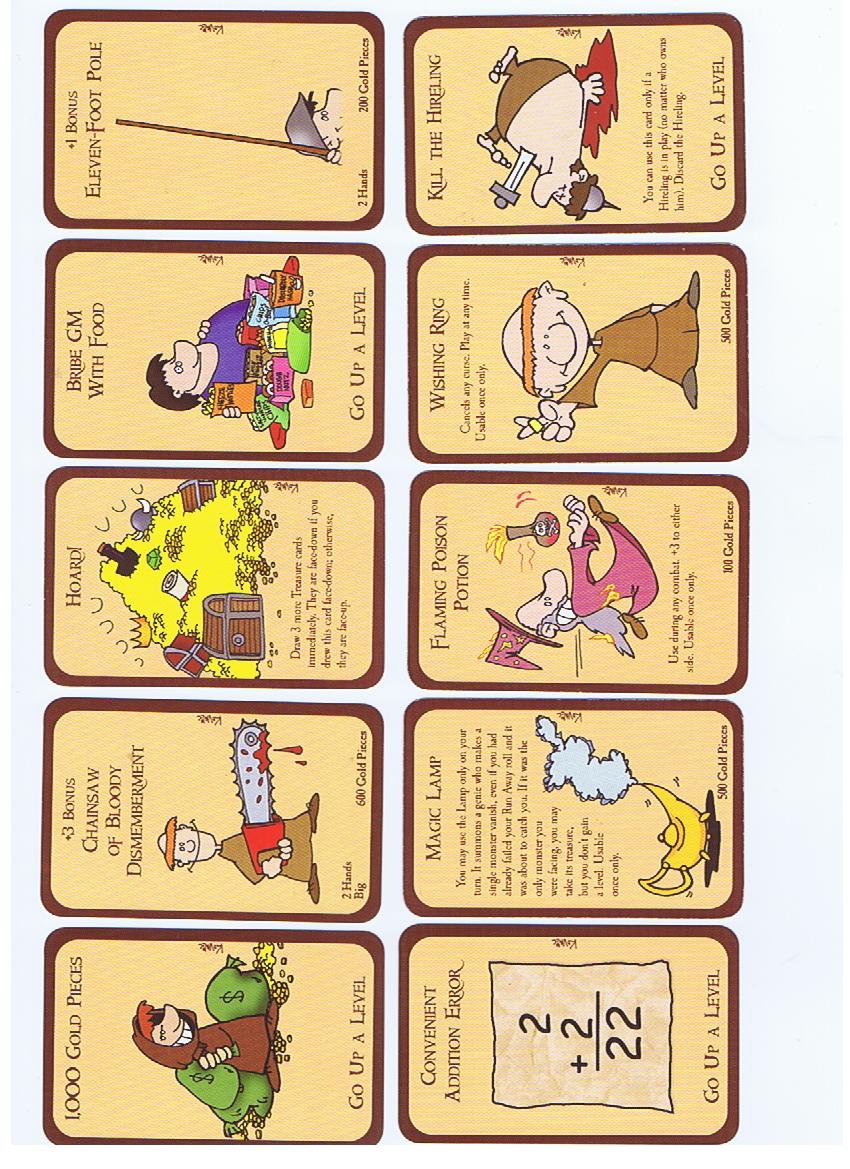 1,000 GOLD PIECES
$
$
GO UP A LEVEL
+3 BONUS
CHAINSAW
OF BLOODY
DISMEMBERMENT
2 Hands
Big
600 Gold Pieces
HOARD!
Draw 3 more Treasure cards
immediately. They are face-down if you
drew this card face-down; otherwise,
they are face-up.
BRIBE GM
WITH FOOD
GO UP A LEVEL
+1 BONUS
ELEVEN-FOOT POLE
2 Hands
200 Gold Pieces
CONVENIENT
ADDITION ERROR
2
+2
22
GO UP A LEVEL
MAGIC LAMP
You may use the Lamp only on your
turn. It summons a genie who makes a
single monster vanish, even if you had
already failed your Run Away roll and it
was about to catch you. If it was the
only monster you
were facing, you may
take its treasure,
but you don't gain
a level. Usable
once only.
500 Gold Pieces
FLAMING POISON
POTION
Use during any combat. +3 to either
side. Usable once only.
100 Gold Pieces
WISHING RING
Cancels any curse. Play at any time.
Usable once only.
500 Gold Pieces
KILL THE HIRELING
You can use this card only if a
Hireling is in play (no matter who owns
him). Discard the Hireling.
GO UP A LEVEL